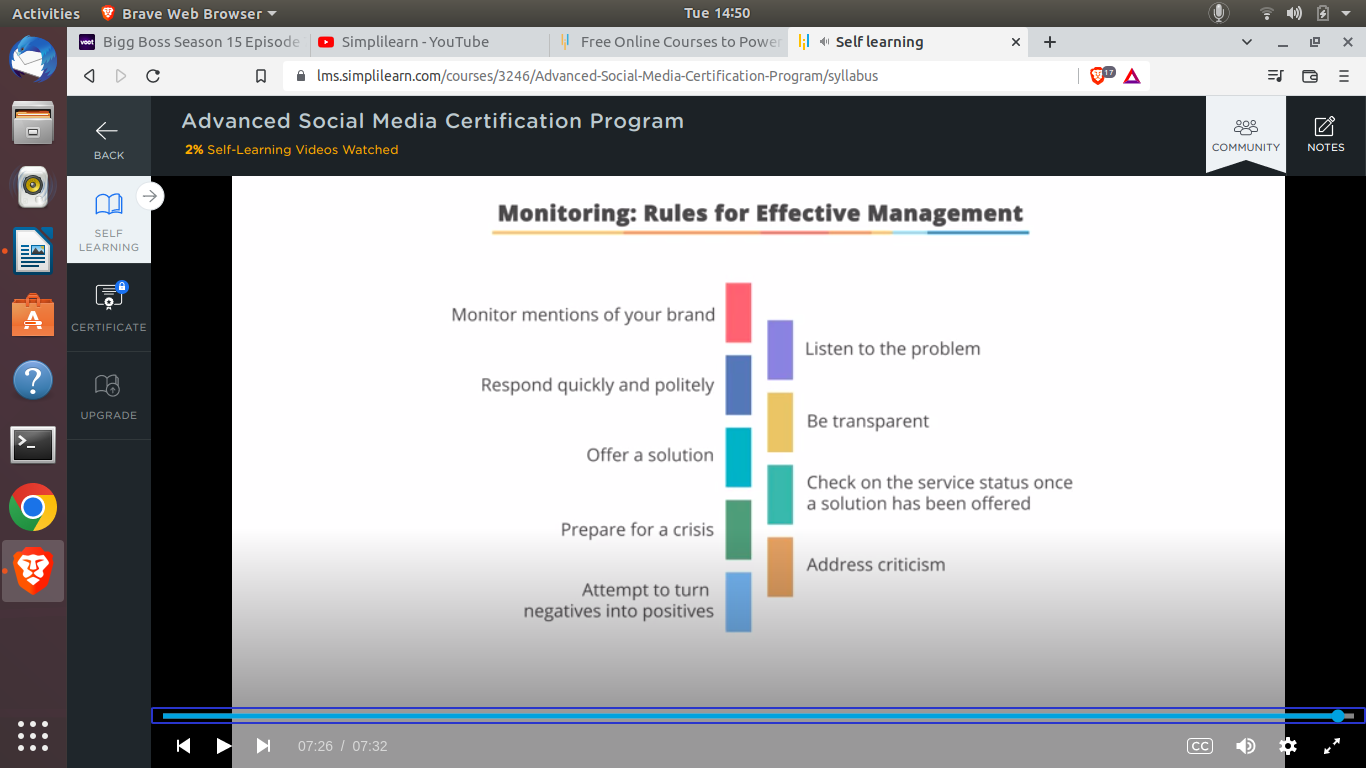 Activities Brave Web Browser Tue 14:50
voot Bigg Boss Season 15 Episode Simplilearn - YouTube Free Online Courses to Power Self learning
lms.simplilearn.com/courses/3246/Advanced-Social-Media-Certification-Program/syllabus 17
BACK
Advanced Social Media Certification Program
2% Self-Learning Videos Watched
COMMUNITY
NOTES
SELF
LEARNING
CERTIFICATE
UPGRADE
Monitoring: Rules for Effective Management
Monitor mentions of your brand
Listen to the problem
Respond quickly and politely
Be transparent
Offer a solution
Check on the service status once
a solution has been offered
Prepare for a crisis
Address criticism
Attempt to turn
negatives into positives
07:26 / 07:32
CC